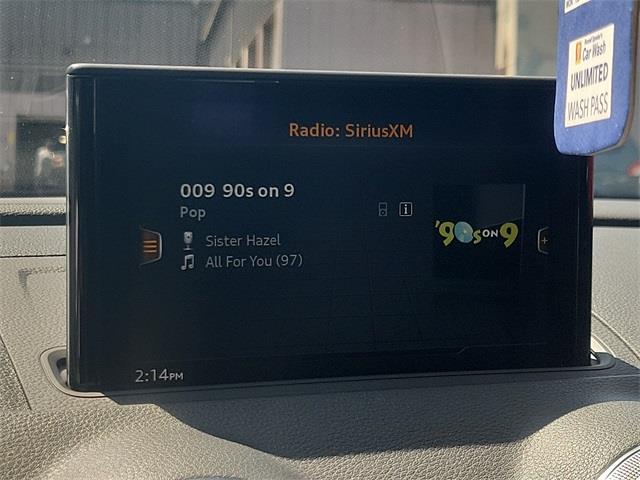 Car Wash
UNLIMITED
WASH PASS
Radio: SiriusXM
009 90s on 9
Pop
i
'90s ON 9
Sister Hazel
All For You (97)
+
2:14PM